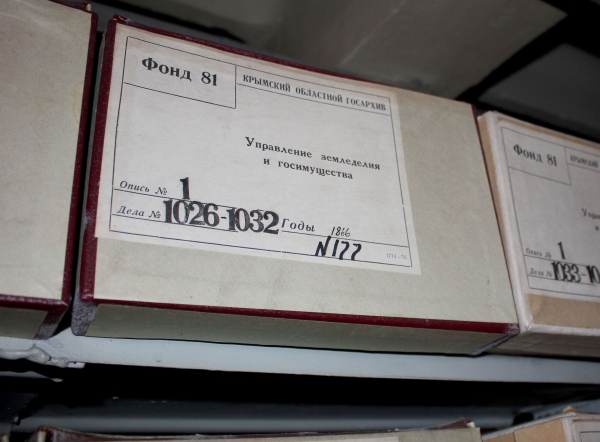 Фонд 81
КРЫМСКИЙ ОБЛАСТНОЙ ГОСАРХИВ
Управление земледелия
и госимущества
Опись № 1
Дела № 1026-1032 Годы 1866
N177
Фонд 81
КРЫМСКИЙ
Опись № 1
Дела № 1033-10